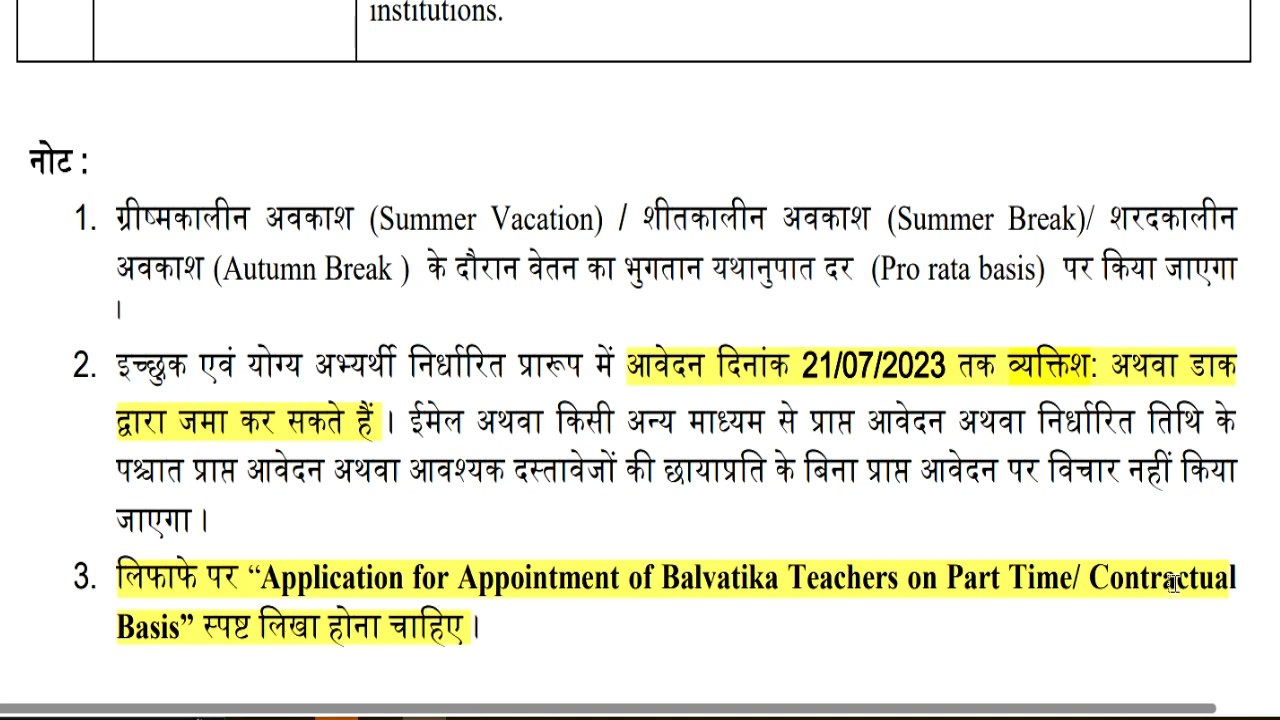 institutions.
नोट :
1. ग्रीष्मकालीन अवकाश (Summer Vacation) / शीतकालीन अवकाश (Summer Break)/ शरदकालीन
अवकाश (Autumn Break ) के दौरान वेतन का भुगतान यथानुपात दर (Pro rata basis) पर किया जाएगा
।
2. इच्छुक एवं योग्य अभ्यर्थी निर्धारित प्रारूप में आवेदन दिनांक 21/07/2023 तक व्यक्तिश: अथवा डाक
द्वारा जमा कर सकते हैं । ईमेल अथवा किसी अन्य माध्यम से प्राप्त आवेदन अथवा निर्धारित तिथि के
पश्चात प्राप्त आवेदन अथवा आवश्यक दस्तावेजों की छायाप्रति के बिना प्राप्त आवेदन पर विचार नहीं किया
जाएगा ।
3. लिफाफे पर “Application for Appointment of Balvatika Teachers on Part Time/ Contractual
Basis” स्पष्ट लिखा होना चाहिए ।